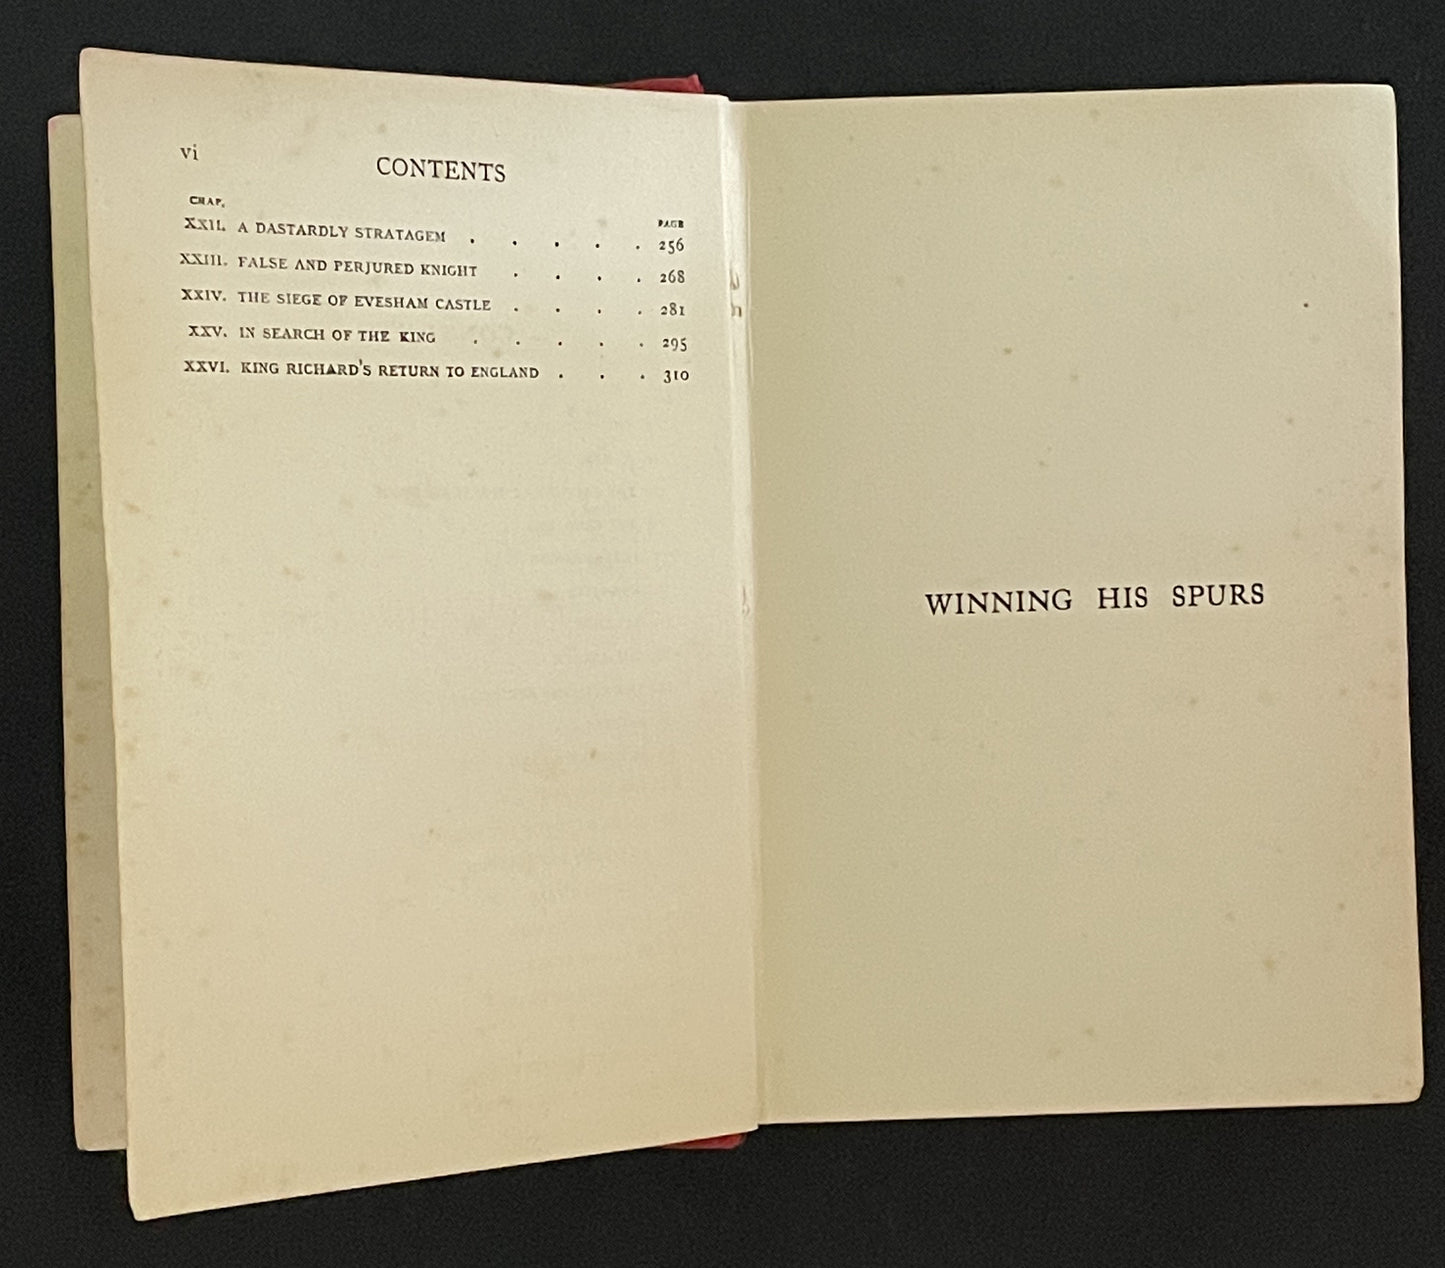 vi
CONTENTS
CHAP.
PAGE
XXII. A DASTARDLY STRATAGEM . . . . . 256
XXIII. FALSE AND PERJURED KNIGHT . . . . 268
XXIV. THE SIEGE OF EVESHAM CASTLE . . . . 281
XXV. IN SEARCH OF THE KING . . . . . 295
XXVI. KING RICHARD'S RETURN TO ENGLAND . . . 310
WINNING HIS SPURS